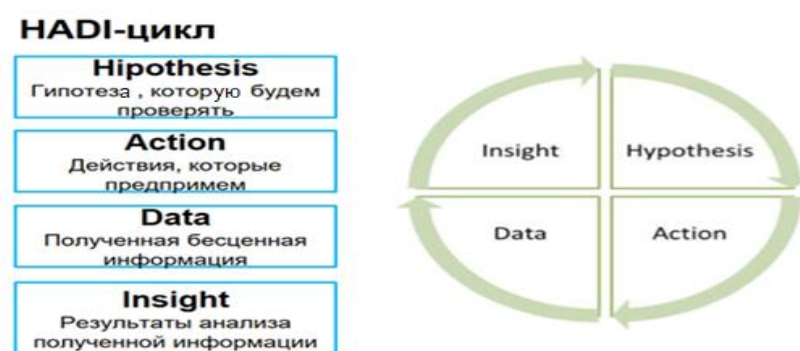 HADI-цикл
Hipothesis
Гипотеза , которую будем
проверять
Action
Действия, которые
предпримем
Data
Полученная бесценная
информация
Insight
Результаты анализа
полученной информации
Insight
Hypothesis
Data
Action